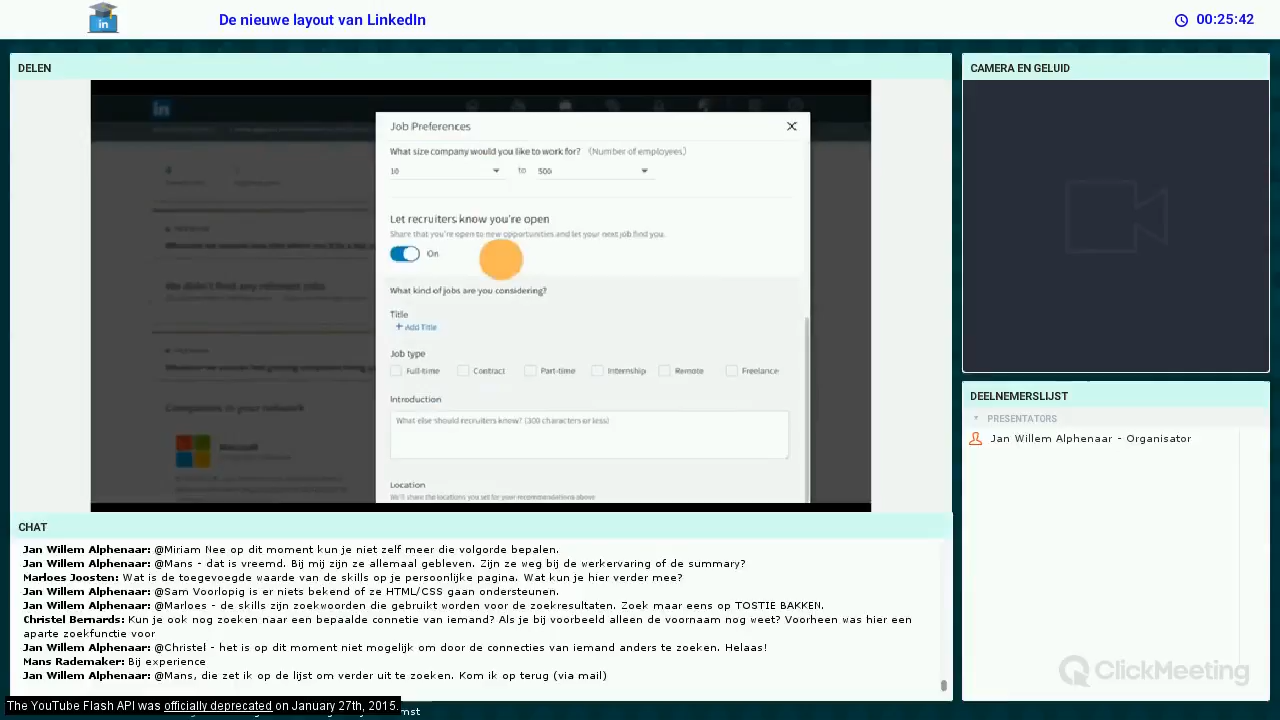 in
De nieuwe layout van LinkedIn
00:25:42
DELEN
in
Job Preferences
What size company would you like to work for? (Number of employees)
10 to 500
Let recruiters know you're open
Share that you're open to new opportunities and let your next job find you.
On
What kind of jobs are you considering?
Title
+ Add Title
Job type
Full-time Contract Part-time Internship Remote Freelance
Introduction
What else should recruiters know? (300 characters or less)
Location
We'll share the locations you set for your recommendations above
We didn't find any relevant jobs
Companies in your network
Microsoft
CAMERA EN GELUID
DEELNEMERSLIJST
PRESENTATORS
Jan Willem Alphenaar - Organisator
ClickMeeting
CHAT
Jan Willem Alphenaar: @Miriam Nee op dit moment kun je niet zelf meer die volgorde bepalen.
Jan Willem Alphenaar: @Mans - dat is vreemd. Bij mij zijn ze allemaal gebleven. Zijn ze weg bij de werkervaring of de summary?
Marloes Joosten: Wat is de toegevoegde waarde van de skills op je persoonlijke pagina. Wat kun je hier verder mee?
Jan Willem Alphenaar: @Sam Voorlopig is er niets bekend of ze HTML/CSS gaan ondersteunen.
Jan Willem Alphenaar: @Marloes - de skills zijn zoekwoorden die gebruikt worden voor de zoekresultaten. Zoek maar eens op TOSTIE BAKKEN.
Christel Bernards: Kun je ook nog zoeken naar een bepaalde connetie van iemand? Als je bij voorbeeld alleen de voornaam nog weet? Voorheen was hier een
aparte zoekfunctie voor
Jan Willem Alphenaar: @Christel - het is op dit moment niet mogelijk om door de connecties van iemand anders te zoeken. Helaas!
Mans Rademaker: Bij experience
Jan Willem Alphenaar: @Mans, die zet ik op de lijst om verder uit te zoeken. Kom ik op terug (via mail)
The YouTube Flash API was officially deprecated on January 27th, 2015.